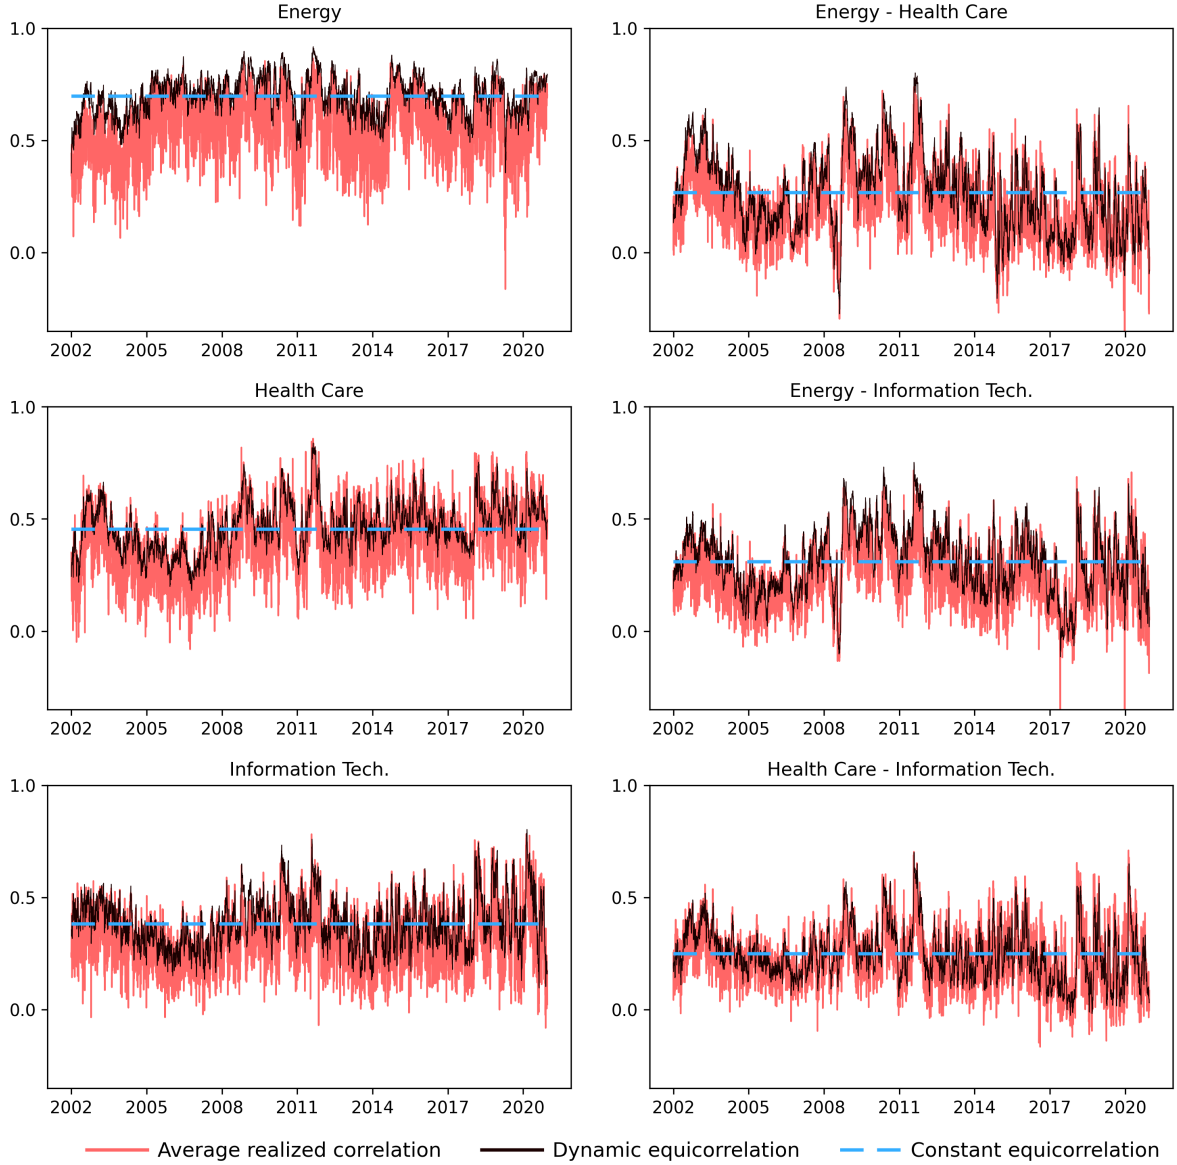 Energy
1.0
0.5
0.0
2002 2005 2008 2011 2014 2017 2020
Energy - Health Care
1.0
0.5
0.0
2002 2005 2008 2011 2014 2017 2020
Health Care
1.0
0.5
0.0
2002 2005 2008 2011 2014 2017 2020
Energy - Information Tech.
1.0
0.5
0.0
2002 2005 2008 2011 2014 2017 2020
Information Tech.
1.0
0.5
0.0
2002 2005 2008 2011 2014 2017 2020
Health Care - Information Tech.
1.0
0.5
0.0
2002 2005 2008 2011 2014 2017 2020
Average realized correlation Dynamic equicorrelation Constant equicorrelation